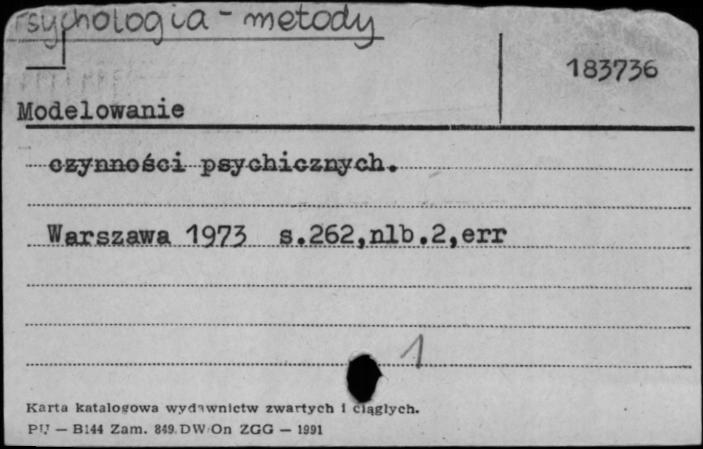 Psychologia - metody
183736
Modelowanie
czynności psychicznych.
Warszawa 1973 s.262,nlb.2,err
1
Karta katalogowa wydawnictw zwartych i ciągłych.
PU — B144 Zam. 849. DW/On ZGG — 1991